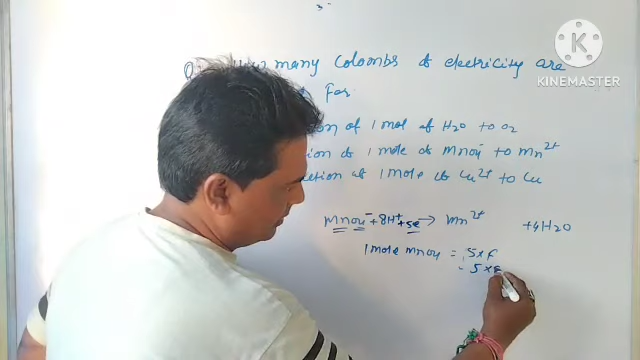 KINEMASTER
many Colombs of electricity are
for
of 1 mol of H2O to O2
of 1 mole of MnO4⁻ to Mn²⁺
of 1 mole of Cu²⁺ to Cu
MnO4⁻ + 8H⁺ + 5e⁻ → Mn²⁺ + 4H2O
1 mole MnO4 = 5×F
= 5×